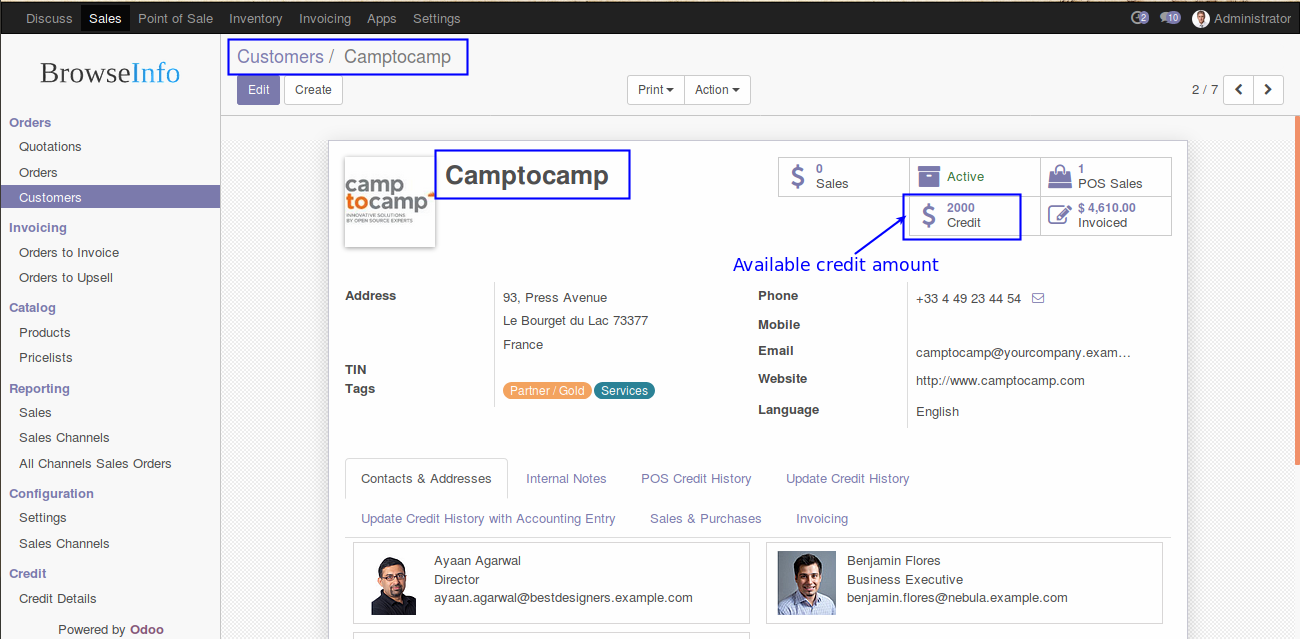 Discuss Sales Point of Sale Inventory Invoicing Apps Settings 2 10 Administrator
BrowseInfo
Orders
Quotations
Orders
Customers
Invoicing
Orders to Invoice
Orders to Upsell
Catalog
Products
Pricelists
Reporting
Sales
Sales Channels
All Channels Sales Orders
Configuration
Settings
Sales Channels
Credit
Credit Details
Powered by Odoo
Customers / Camptocamp
Edit Create Print Action 2 / 7
camp
tocamp
INNOVATIVE SOLUTIONS
BY OPEN SOURCE EXPERTS
Camptocamp
0
Sales
Active
1
POS Sales
2000
Credit
$ 4,610.00
Invoiced
Available credit amount
Address
93, Press Avenue
Le Bourget du Lac 73377
France
TIN
Tags Partner / Gold Services
Phone +33 4 49 23 44 54
Mobile
Email camptocamp@yourcompany.exam…
Website http://www.camptocamp.com
Language English
Contacts & Addresses Internal Notes POS Credit History Update Credit History
Update Credit History with Accounting Entry Sales & Purchases Invoicing
Ayaan Agarwal
Director
ayaan.agarwal@bestdesigners.example.com
Benjamin Flores
Business Executive
benjamin.flores@nebula.example.com